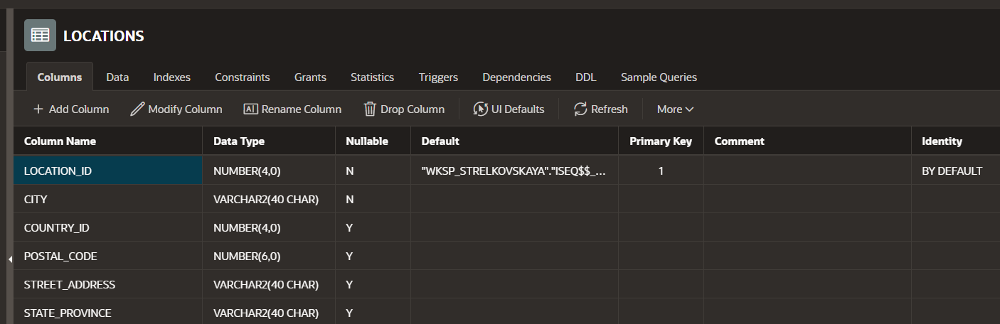 LOCATIONS
Columns Data Indexes Constraints Grants Statistics Triggers Dependencies DDL Sample Queries
+ Add Column Modify Column Rename Column Drop Column UI Defaults Refresh More
Column Name Data Type Nullable Default Primary Key Comment Identity
LOCATION_ID NUMBER(4,0) N "WKSP_STRELKOVSKAYA"."ISEQ$$_... 1 BY DEFAULT
CITY VARCHAR2(40 CHAR) N
COUNTRY_ID NUMBER(4,0) Y
POSTAL_CODE NUMBER(6,0) Y
STREET_ADDRESS VARCHAR2(40 CHAR) Y
STATE_PROVINCE VARCHAR2(40 CHAR) Y